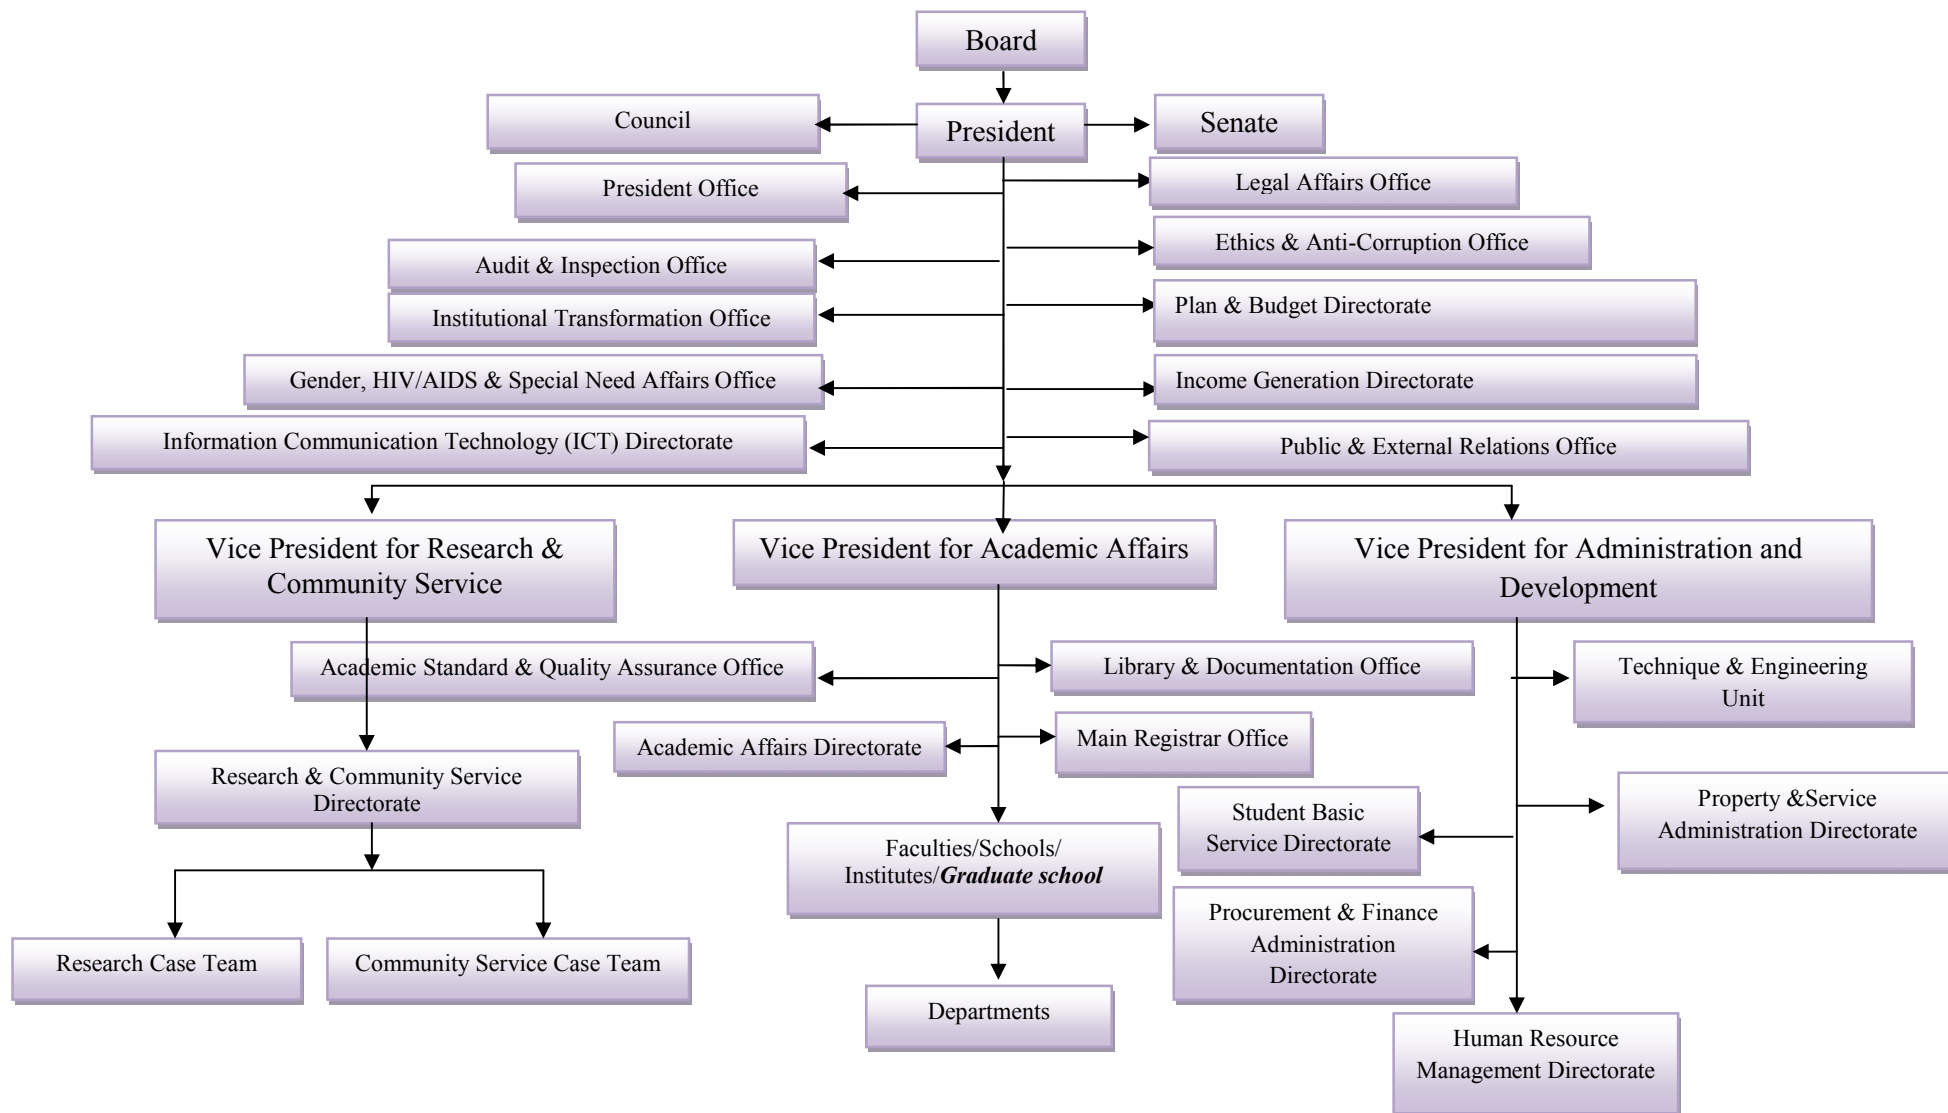 Board
Council
President
Senate
President Office
Legal Affairs Office
Audit & Inspection Office
Ethics & Anti-Corruption Office
Institutional Transformation Office
Plan & Budget Directorate
Gender, HIV/AIDS & Special Need Affairs Office
Income Generation Directorate
Information Communication Technology (ICT) Directorate
Public & External Relations Office
Vice President for Research &
Community Service
Vice President for Academic Affairs
Vice President for Administration and
Development
Academic Standard & Quality Assurance Office
Library & Documentation Office
Technique & Engineering
Unit
Academic Affairs Directorate
Main Registrar Office
Research & Community Service
Directorate
Student Basic
Service Directorate
Property &Service
Administration Directorate
Faculties/Schools/
Institutes/Graduate school
Procurement & Finance
Administration
Directorate
Research Case Team
Community Service Case Team
Departments
Human Resource
Management Directorate